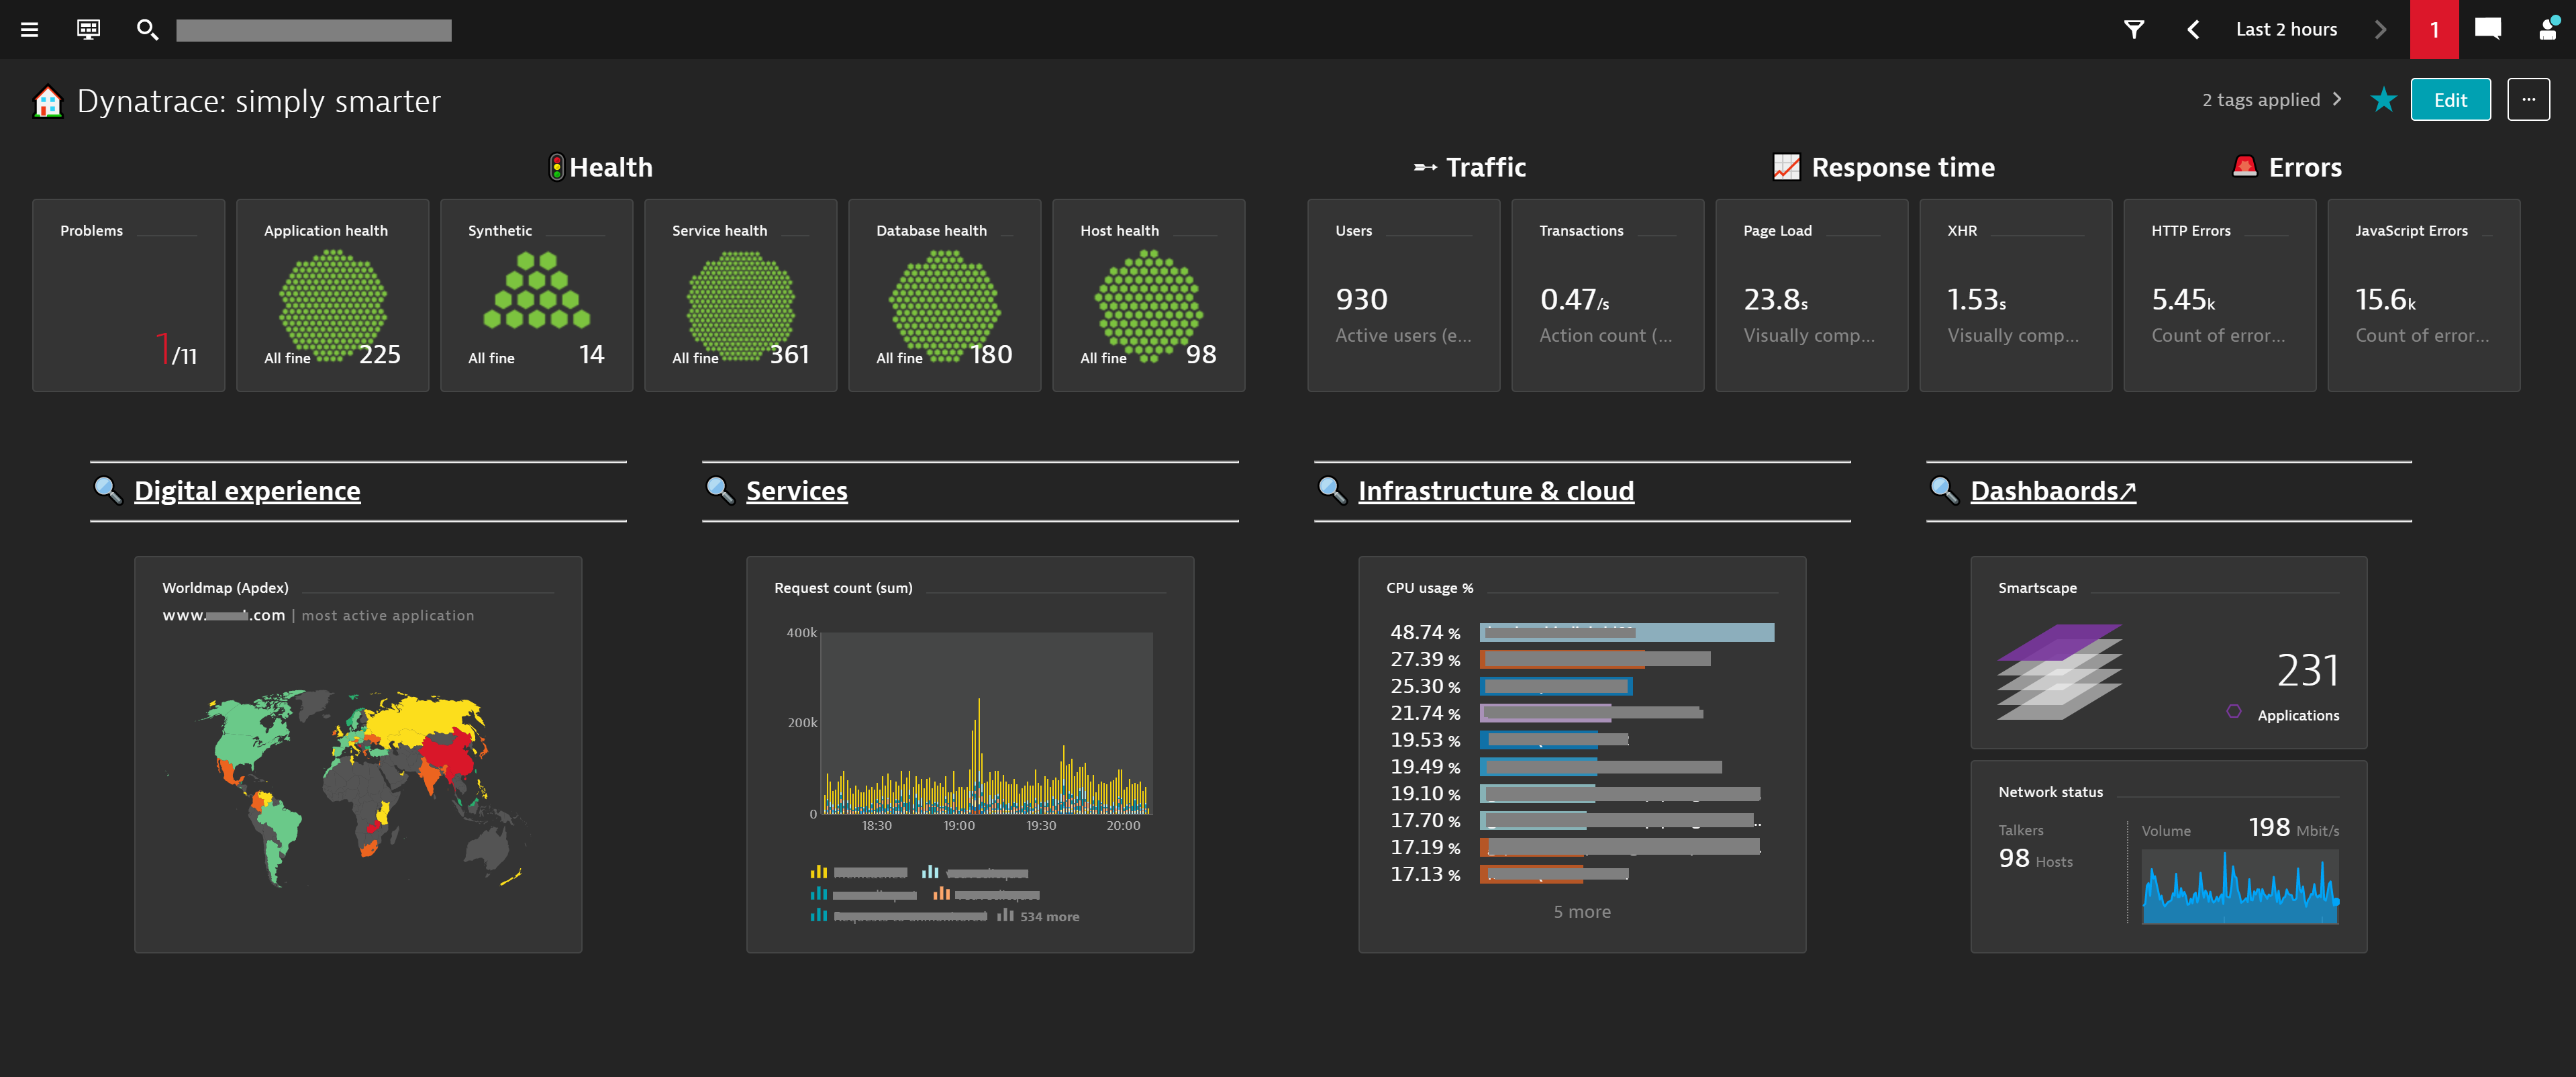 Last 2 hours
1
Dynatrace: simply smarter
2 tags applied
Edit
...
Health
Traffic
Response time
Errors
Problems
1/11
Application health
All fine 225
Synthetic
All fine 14
Service health
All fine 361
Database health
All fine 180
Host health
All fine 98
Users
930
Active users (e...
Transactions
0.47/s
Action count (...
Page Load
23.8s
Visually comp...
XHR
1.53s
Visually comp...
HTTP Errors
5.45k
Count of error...
JavaScript Errors
15.6k
Count of error...
Digital experience
Services
Infrastructure & cloud
Dashbaords↗
Worldmap (Apdex)
www. .com | most active application
Request count (sum)
400k
200k
0
18:30 19:00 19:30 20:00
534 more
CPU usage %
48.74 %
27.39 %
25.30 %
21.74 %
19.53 %
19.49 %
19.10 %
17.70 %
17.19 %
17.13 %
5 more
Smartscape
231
Applications
Network status
Talkers
98 Hosts
Volume 198 Mbit/s